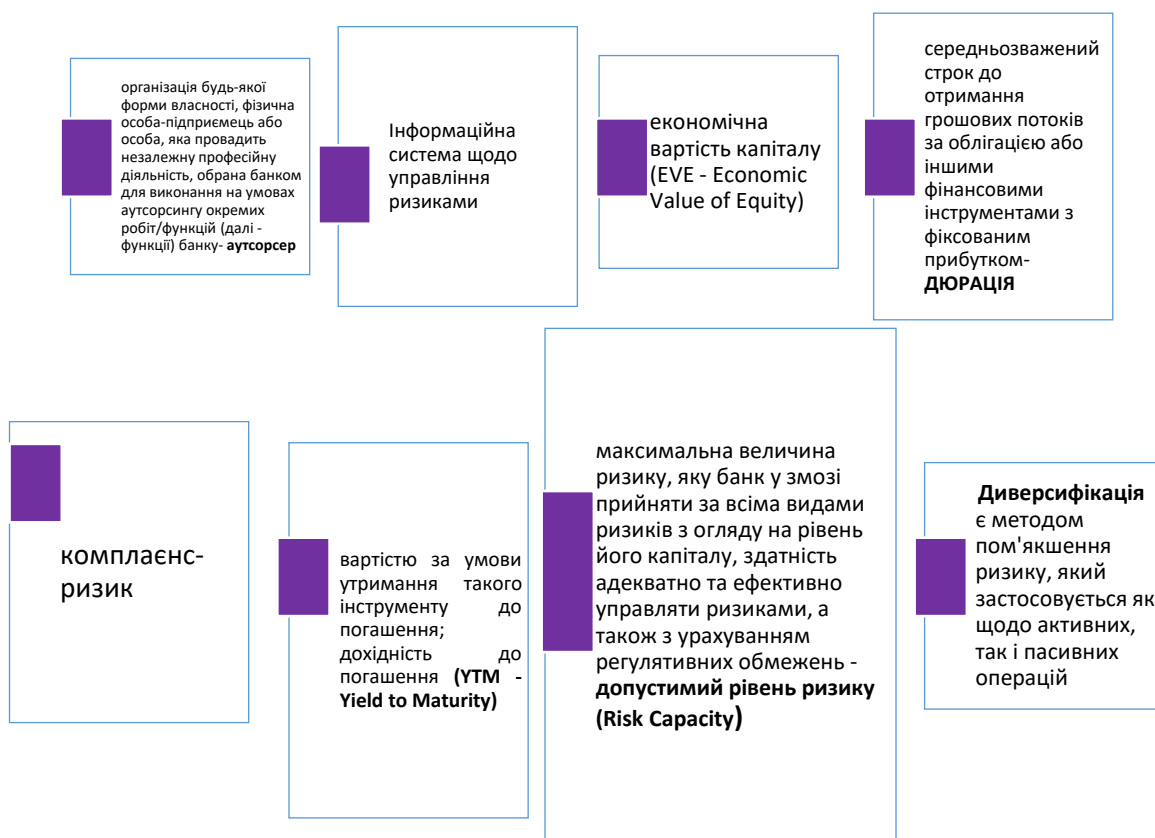 організація будь-якої
форми власності, фізична
особа-підприємець або
особа, яка провадить
незалежну професійну
діяльність, обрана банком
для виконання на умовах
аутсорсингу окремих
робіт/функцій (далі -
функції) банку- аутсорсер
Інформаційна
система щодо
управління
ризиками
економічна
вартість капіталу
(EVE - Economic
Value of Equity)
середньозважений
строк до
отримання
грошових потоків
за облігацією або
іншими
фінансовими
інструментами з
фіксованим
прибутком-
ДЮРАЦІЯ
комплаєнс-
ризик
вартістю за умови
утримання такого
інструменту до
погашення;
дохідність до
погашення (YTM -
Yield to Maturity)
максимальна величина
ризику, яку банк у змозі
прийняти за всіма видами
ризиків з огляду на рівень
його капіталу, здатність
адекватно та ефективно
управляти ризиками, а
також з урахуванням
регулятивних обмежень -
допустимий рівень ризику
(Risk Capacity)
Диверсифікація
є методом
пом'якшення
ризику, який
застосовується як
щодо активних,
так і пасивних
операцій